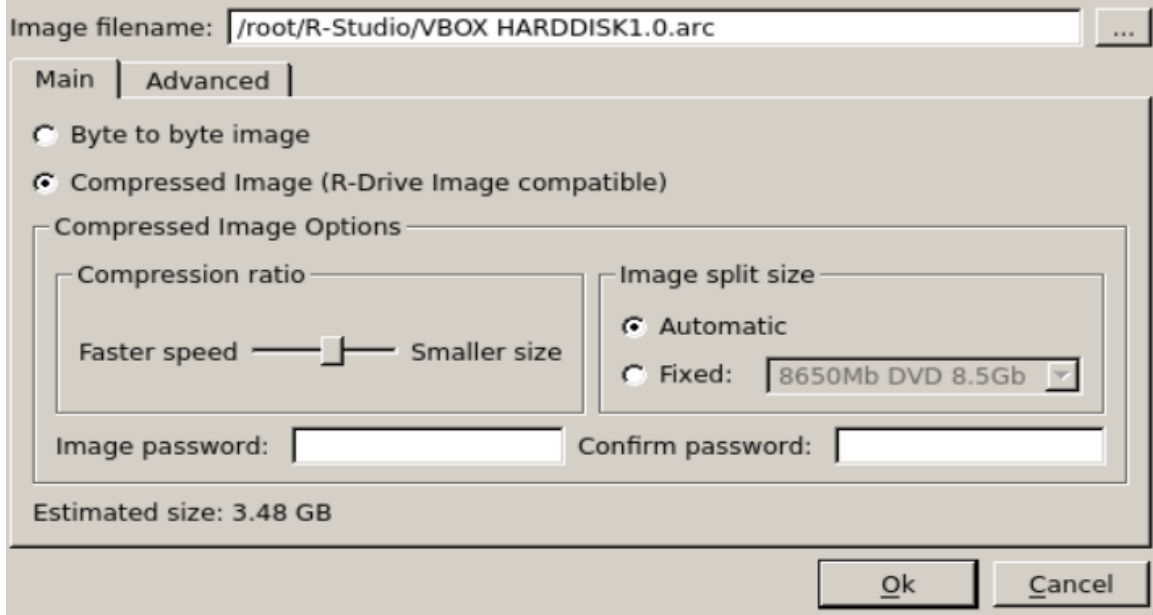 Image filename: /root/R-Studio/VBOX HARDDISK1.0.arc ...
Main Advanced
Byte to byte image
Compressed Image (R-Drive Image compatible)
Compressed Image Options
Compression ratio
Faster speed Smaller size
Image split size
Automatic
Fixed: 8650Mb DVD 8.5Gb
Image password: Confirm password:
Estimated size: 3.48 GB
Ok Cancel